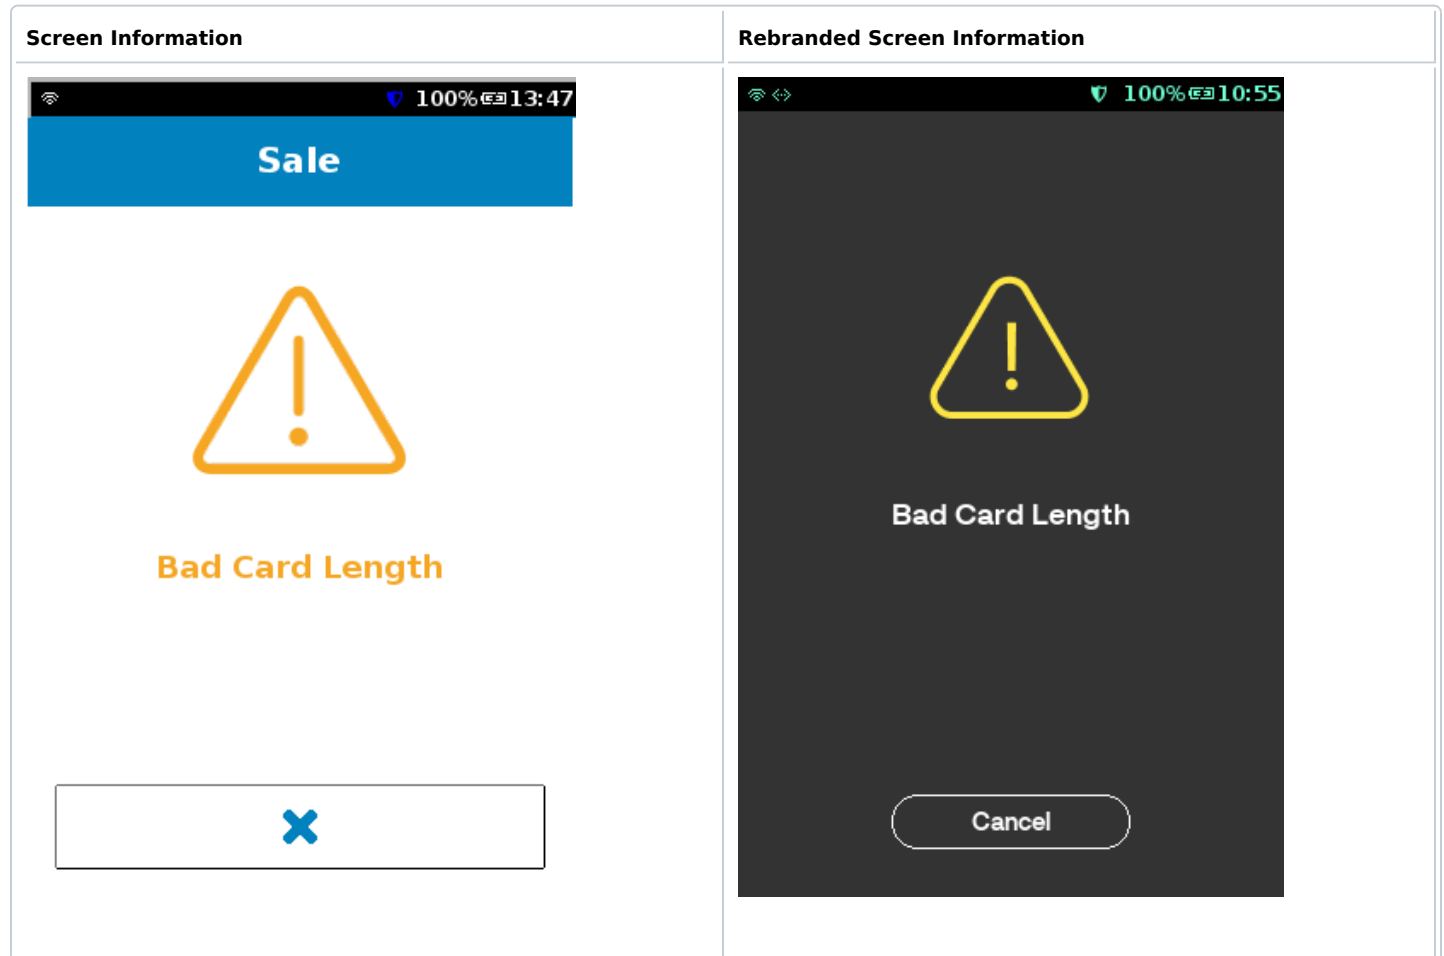 Screen Information
Rebranded Screen Information
100% 13:47
Sale
Bad Card Length
100% 10:55
Bad Card Length
Cancel